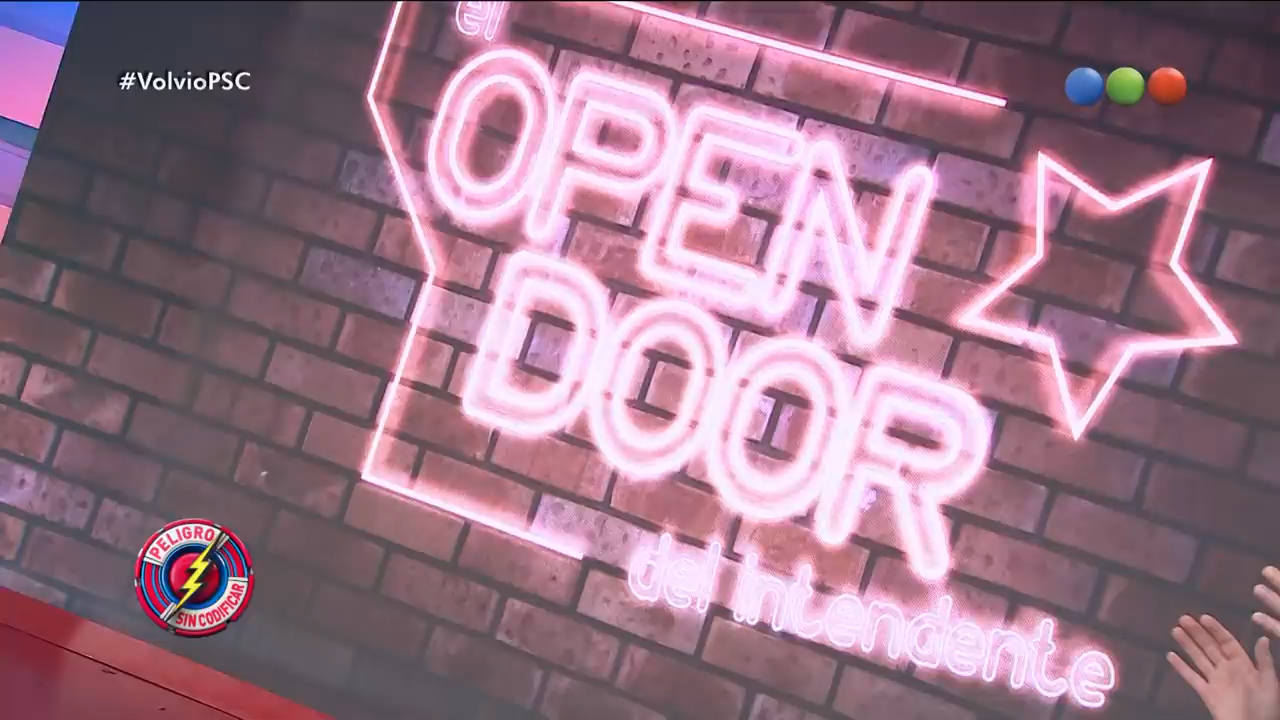 #VolvioPSC
el
OPEN
DOOR
del intendente
PELIGRO
SIN CODIFICAR